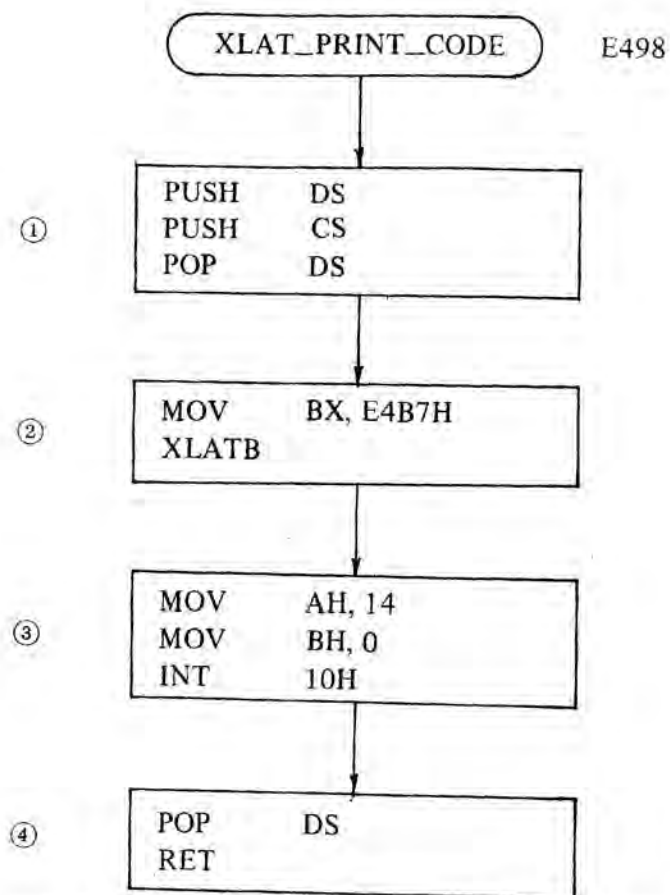 XLAT_PRINT_CODE E498
① PUSH DS
PUSH CS
POP DS
② MOV BX, E4B7H
XLATB
③ MOV AH, 14
MOV BH, 0
INT 10H
④ POP DS
RET